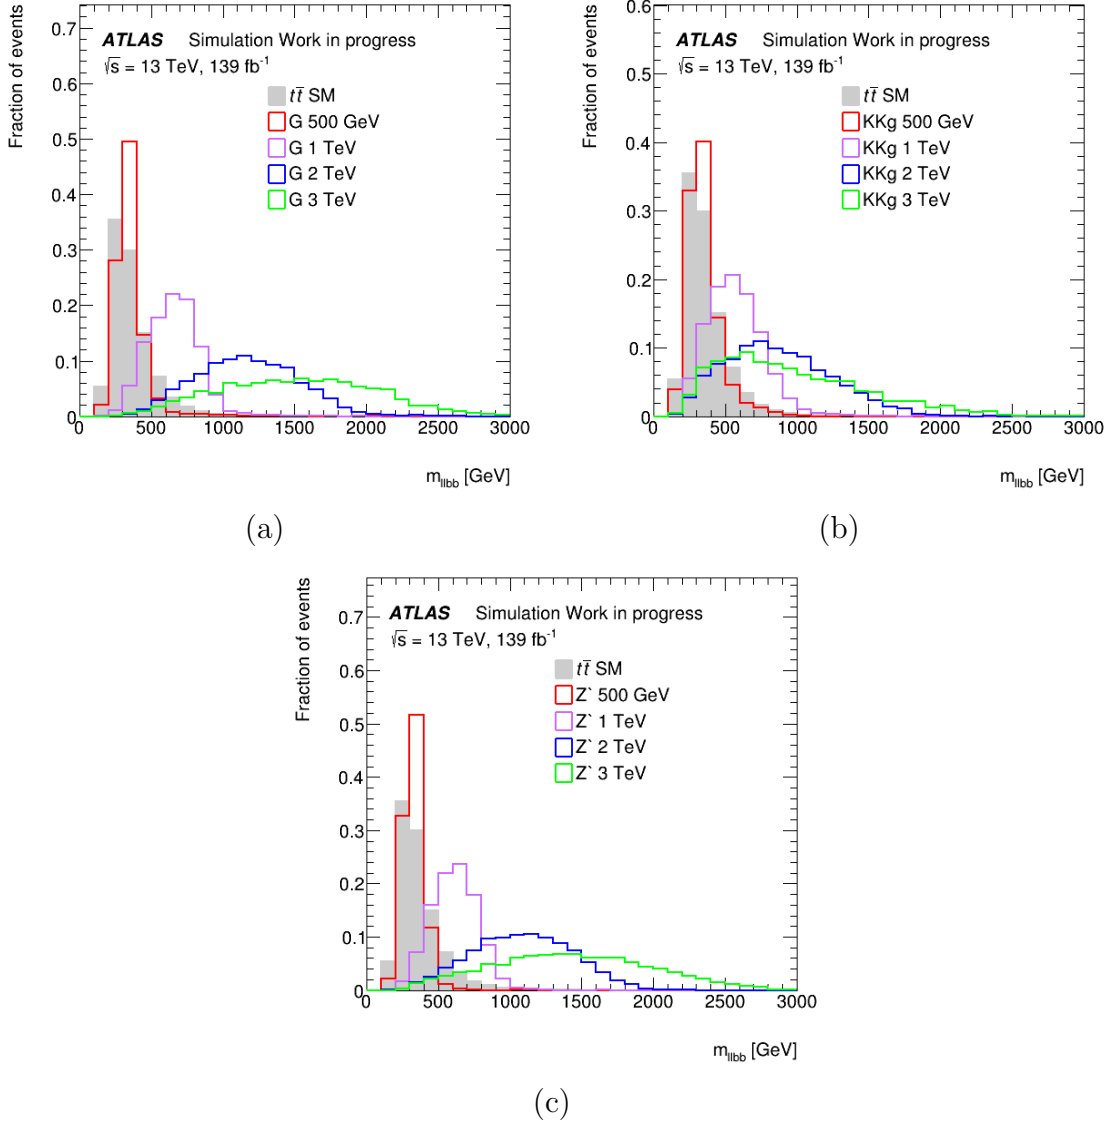 Fraction of events
ATLAS Simulation Work in progress
√s = 13 TeV, 139 fb⁻¹
tt̄ SM
G 500 GeV
G 1 TeV
G 2 TeV
G 3 TeV
0.7
0.6
0.5
0.4
0.3
0.2
0.1
0
0 500 1000 1500 2000 2500 3000
m_llbb [GeV]
(a)
Fraction of events
ATLAS Simulation Work in progress
√s = 13 TeV, 139 fb⁻¹
tt̄ SM
KKg 500 GeV
KKg 1 TeV
KKg 2 TeV
KKg 3 TeV
0.6
0.5
0.4
0.3
0.2
0.1
0
0 500 1000 1500 2000 2500 3000
m_llbb [GeV]
(b)
Fraction of events
ATLAS Simulation Work in progress
√s = 13 TeV, 139 fb⁻¹
tt̄ SM
Z` 500 GeV
Z` 1 TeV
Z` 2 TeV
Z` 3 TeV
0.7
0.6
0.5
0.4
0.3
0.2
0.1
0
0 500 1000 1500 2000 2500 3000
m_llbb [GeV]
(c)